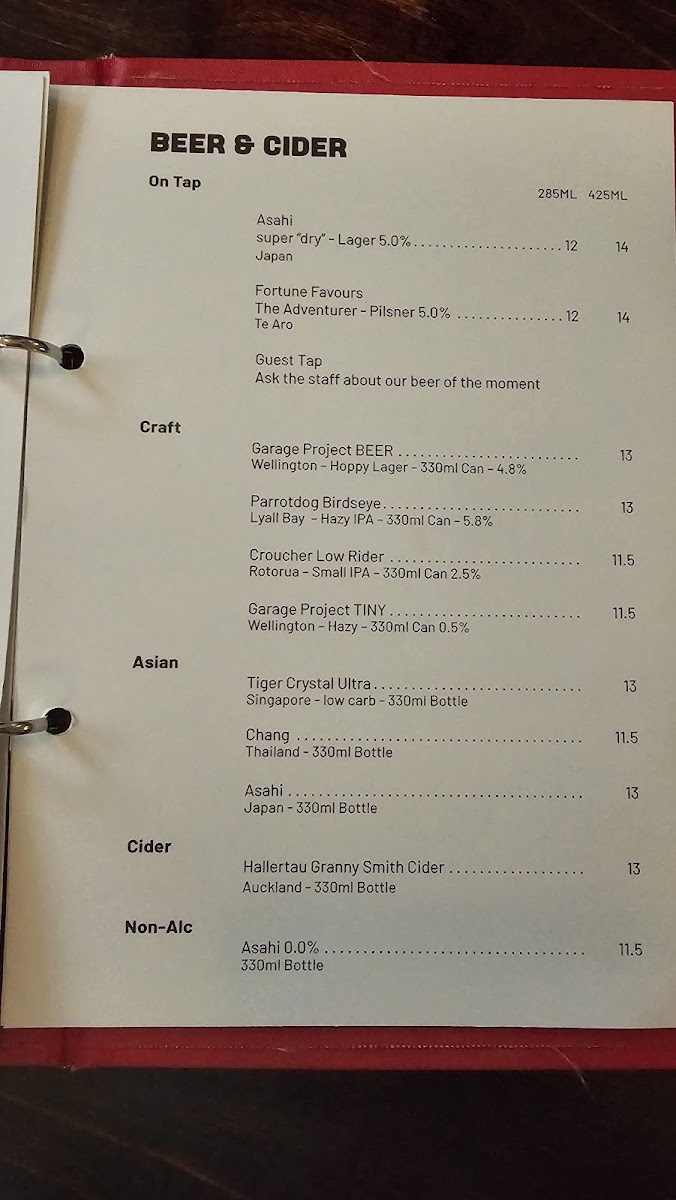 BEER & CIDER
On Tap
285ML 425ML
Asahi
super "dry" - Lager 5.0%..................... 12 14
Japan
Fortune Favours
The Adventurer - Pilsner 5.0% ............... 12 14
Te Aro
Guest Tap
Ask the staff about our beer of the moment
Craft
Garage Project BEER .......................... 13
Wellington - Hoppy Lager - 330ml Can - 4.8%
Parrotdog Birdseye............................ 13
Lyall Bay - Hazy IPA - 330ml Can - 5.8%
Croucher Low Rider ........................... 11.5
Rotorua - Small IPA - 330ml Can 2.5%
Garage Project TINY........................... 11.5
Wellington - Hazy - 330ml Can 0.5%
Asian
Tiger Crystal Ultra............................. 13
Singapore - low carb - 330ml Bottle
Chang ........................................ 11.5
Thailand - 330ml Bottle
Asahi ......................................... 13
Japan - 330ml Bottle
Cider
Hallertau Granny Smith Cider .................. 13
Auckland - 330ml Bottle
Non-Alc
Asahi 0.0% .................................... 11.5
330ml Bottle